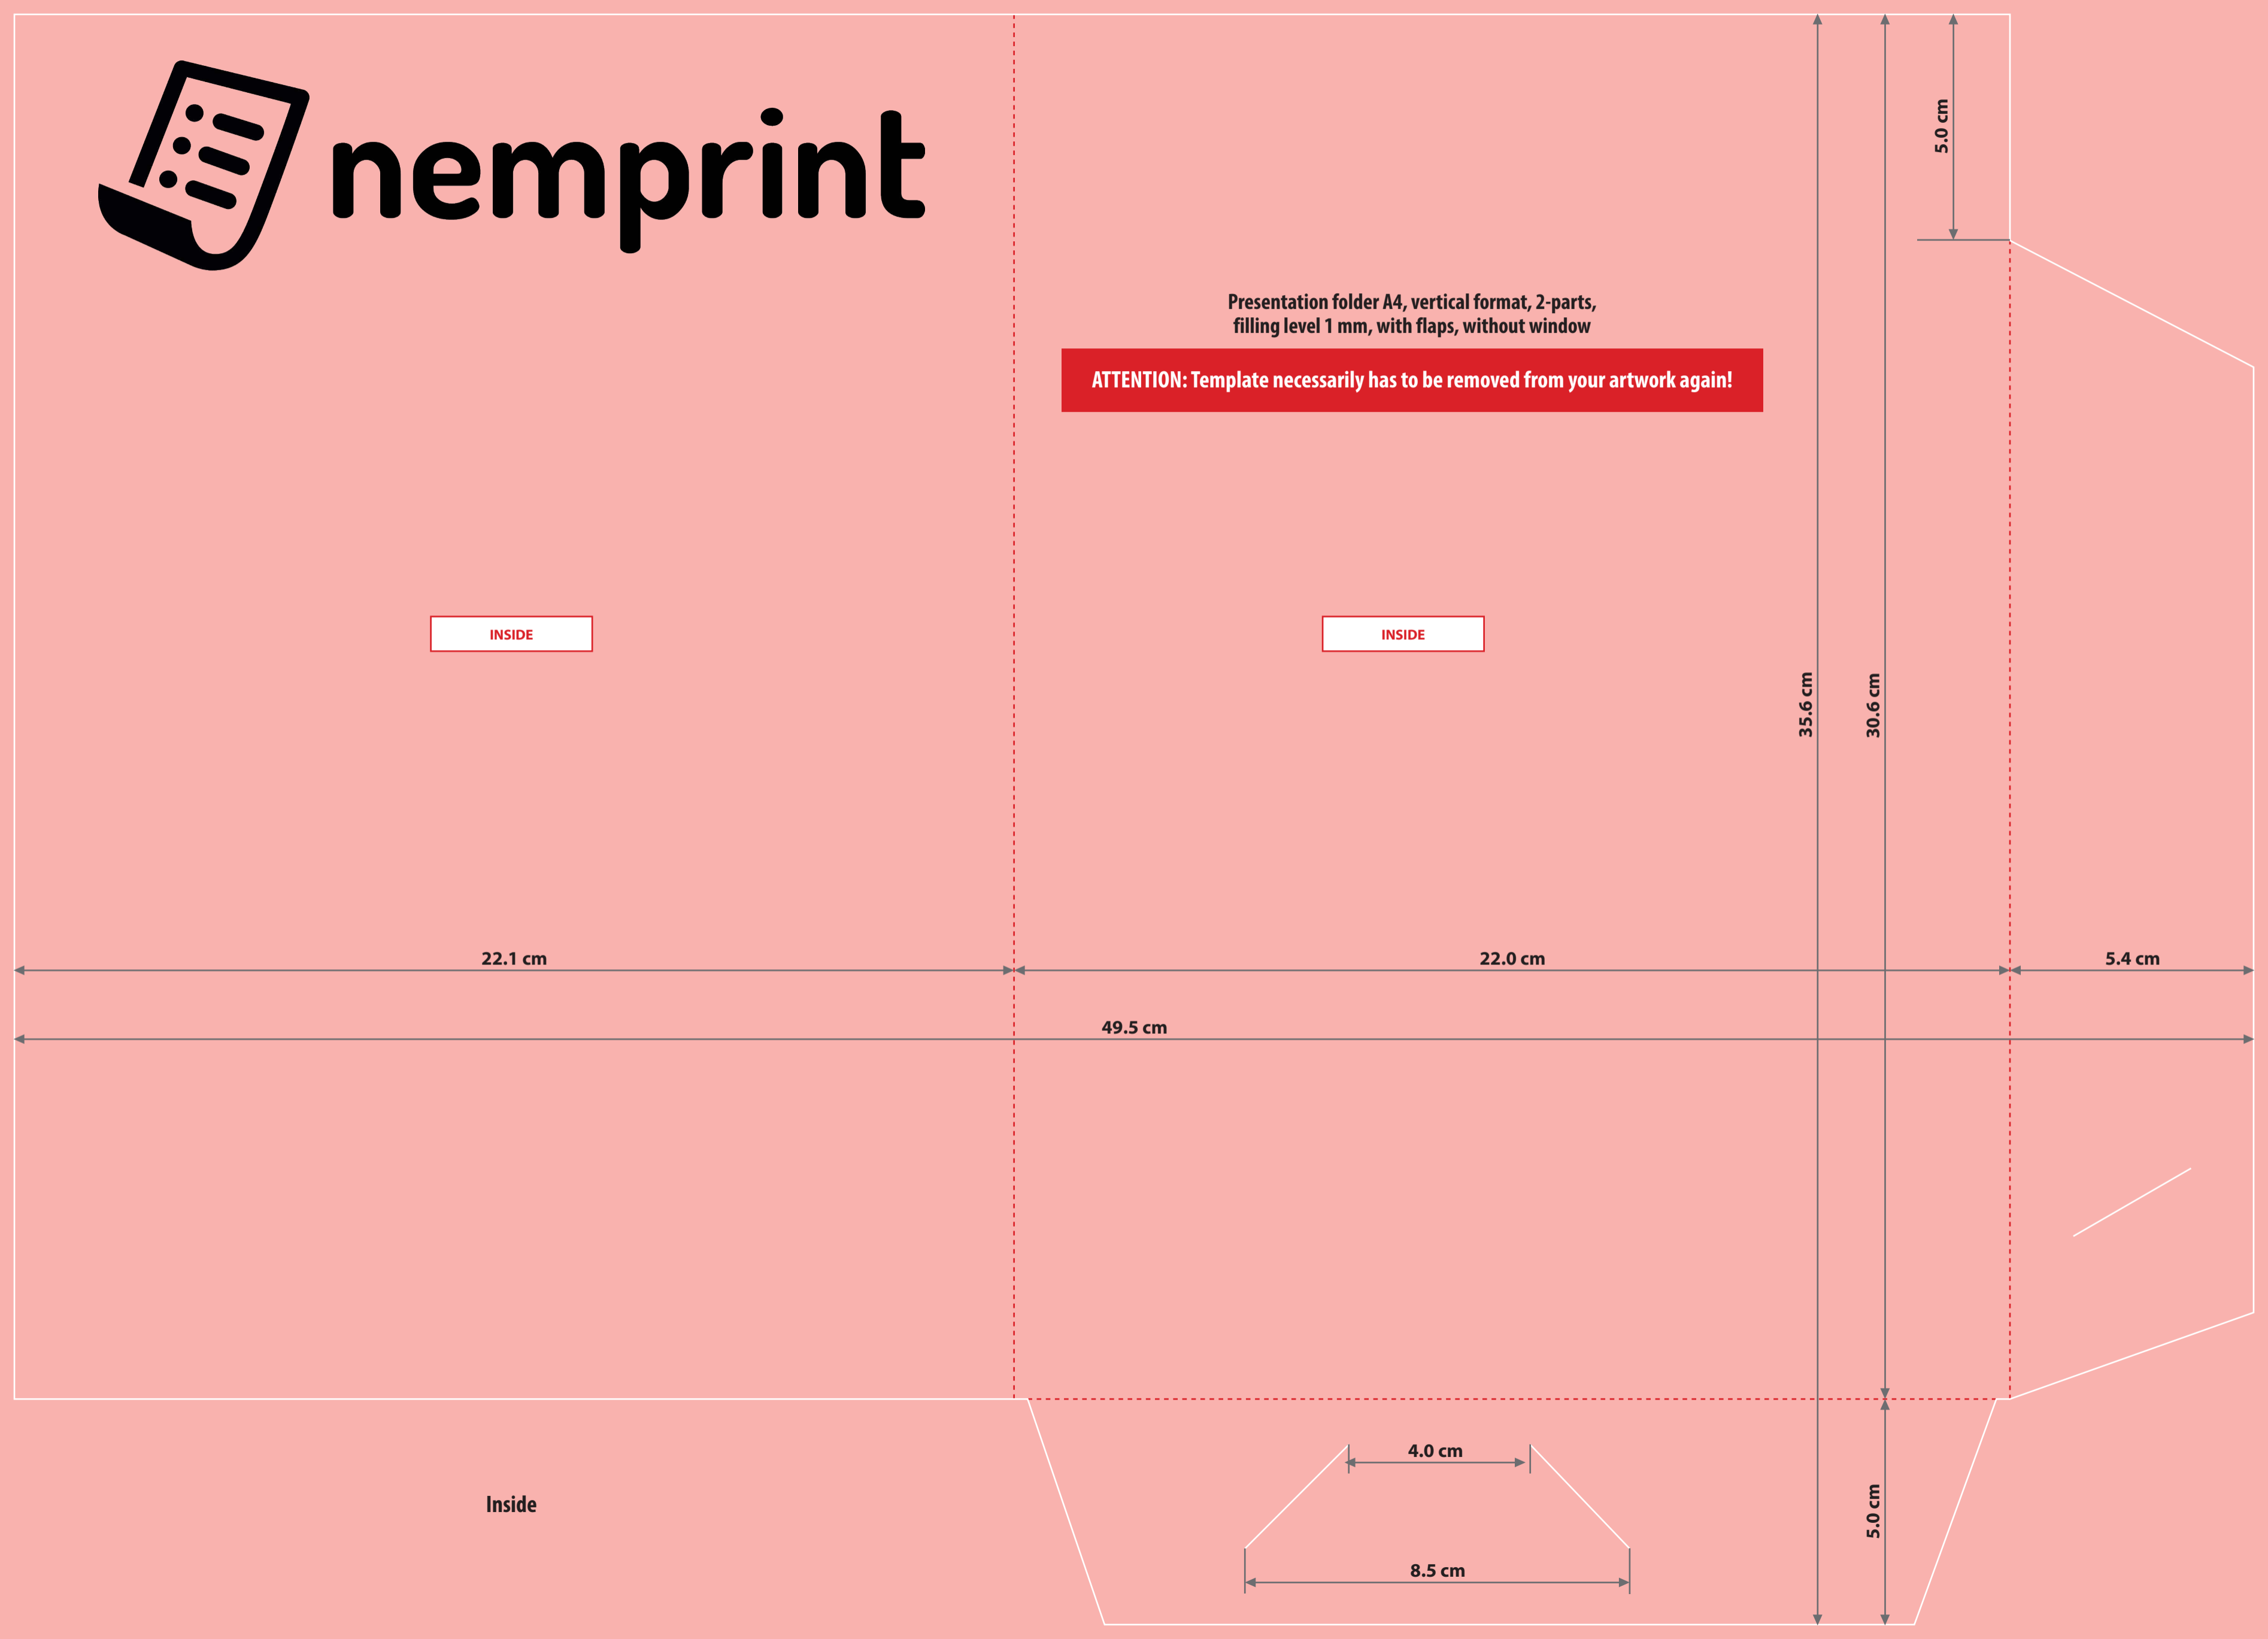 nemprint
5.0 cm
Presentation folder A4, vertical format, 2-parts,
filling level 1 mm, with flaps, without window
ATTENTION: Template necessarily has to be removed from your artwork again!
INSIDE
INSIDE
35.6 cm
30.6 cm
22.1 cm
22.0 cm
5.4 cm
49.5 cm
4.0 cm
Inside
5.0 cm
8.5 cm